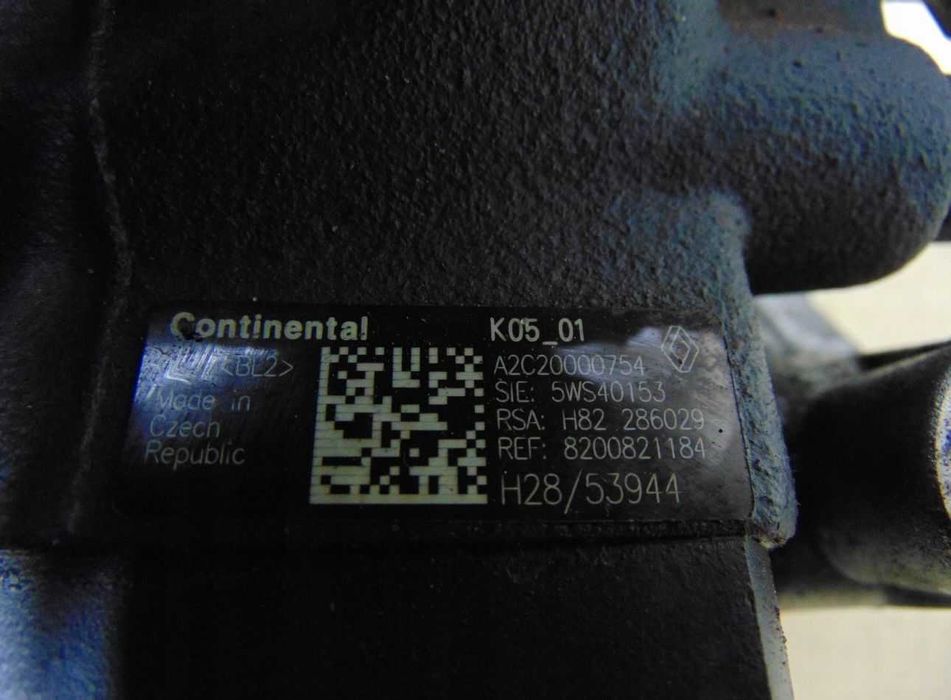 Continental
<BL2>
Made in
Czech
Republic
K05_01
A2C20000754
SIE: 5WS40153
RSA: H82 286029
REF: 8200821184
H28/53944